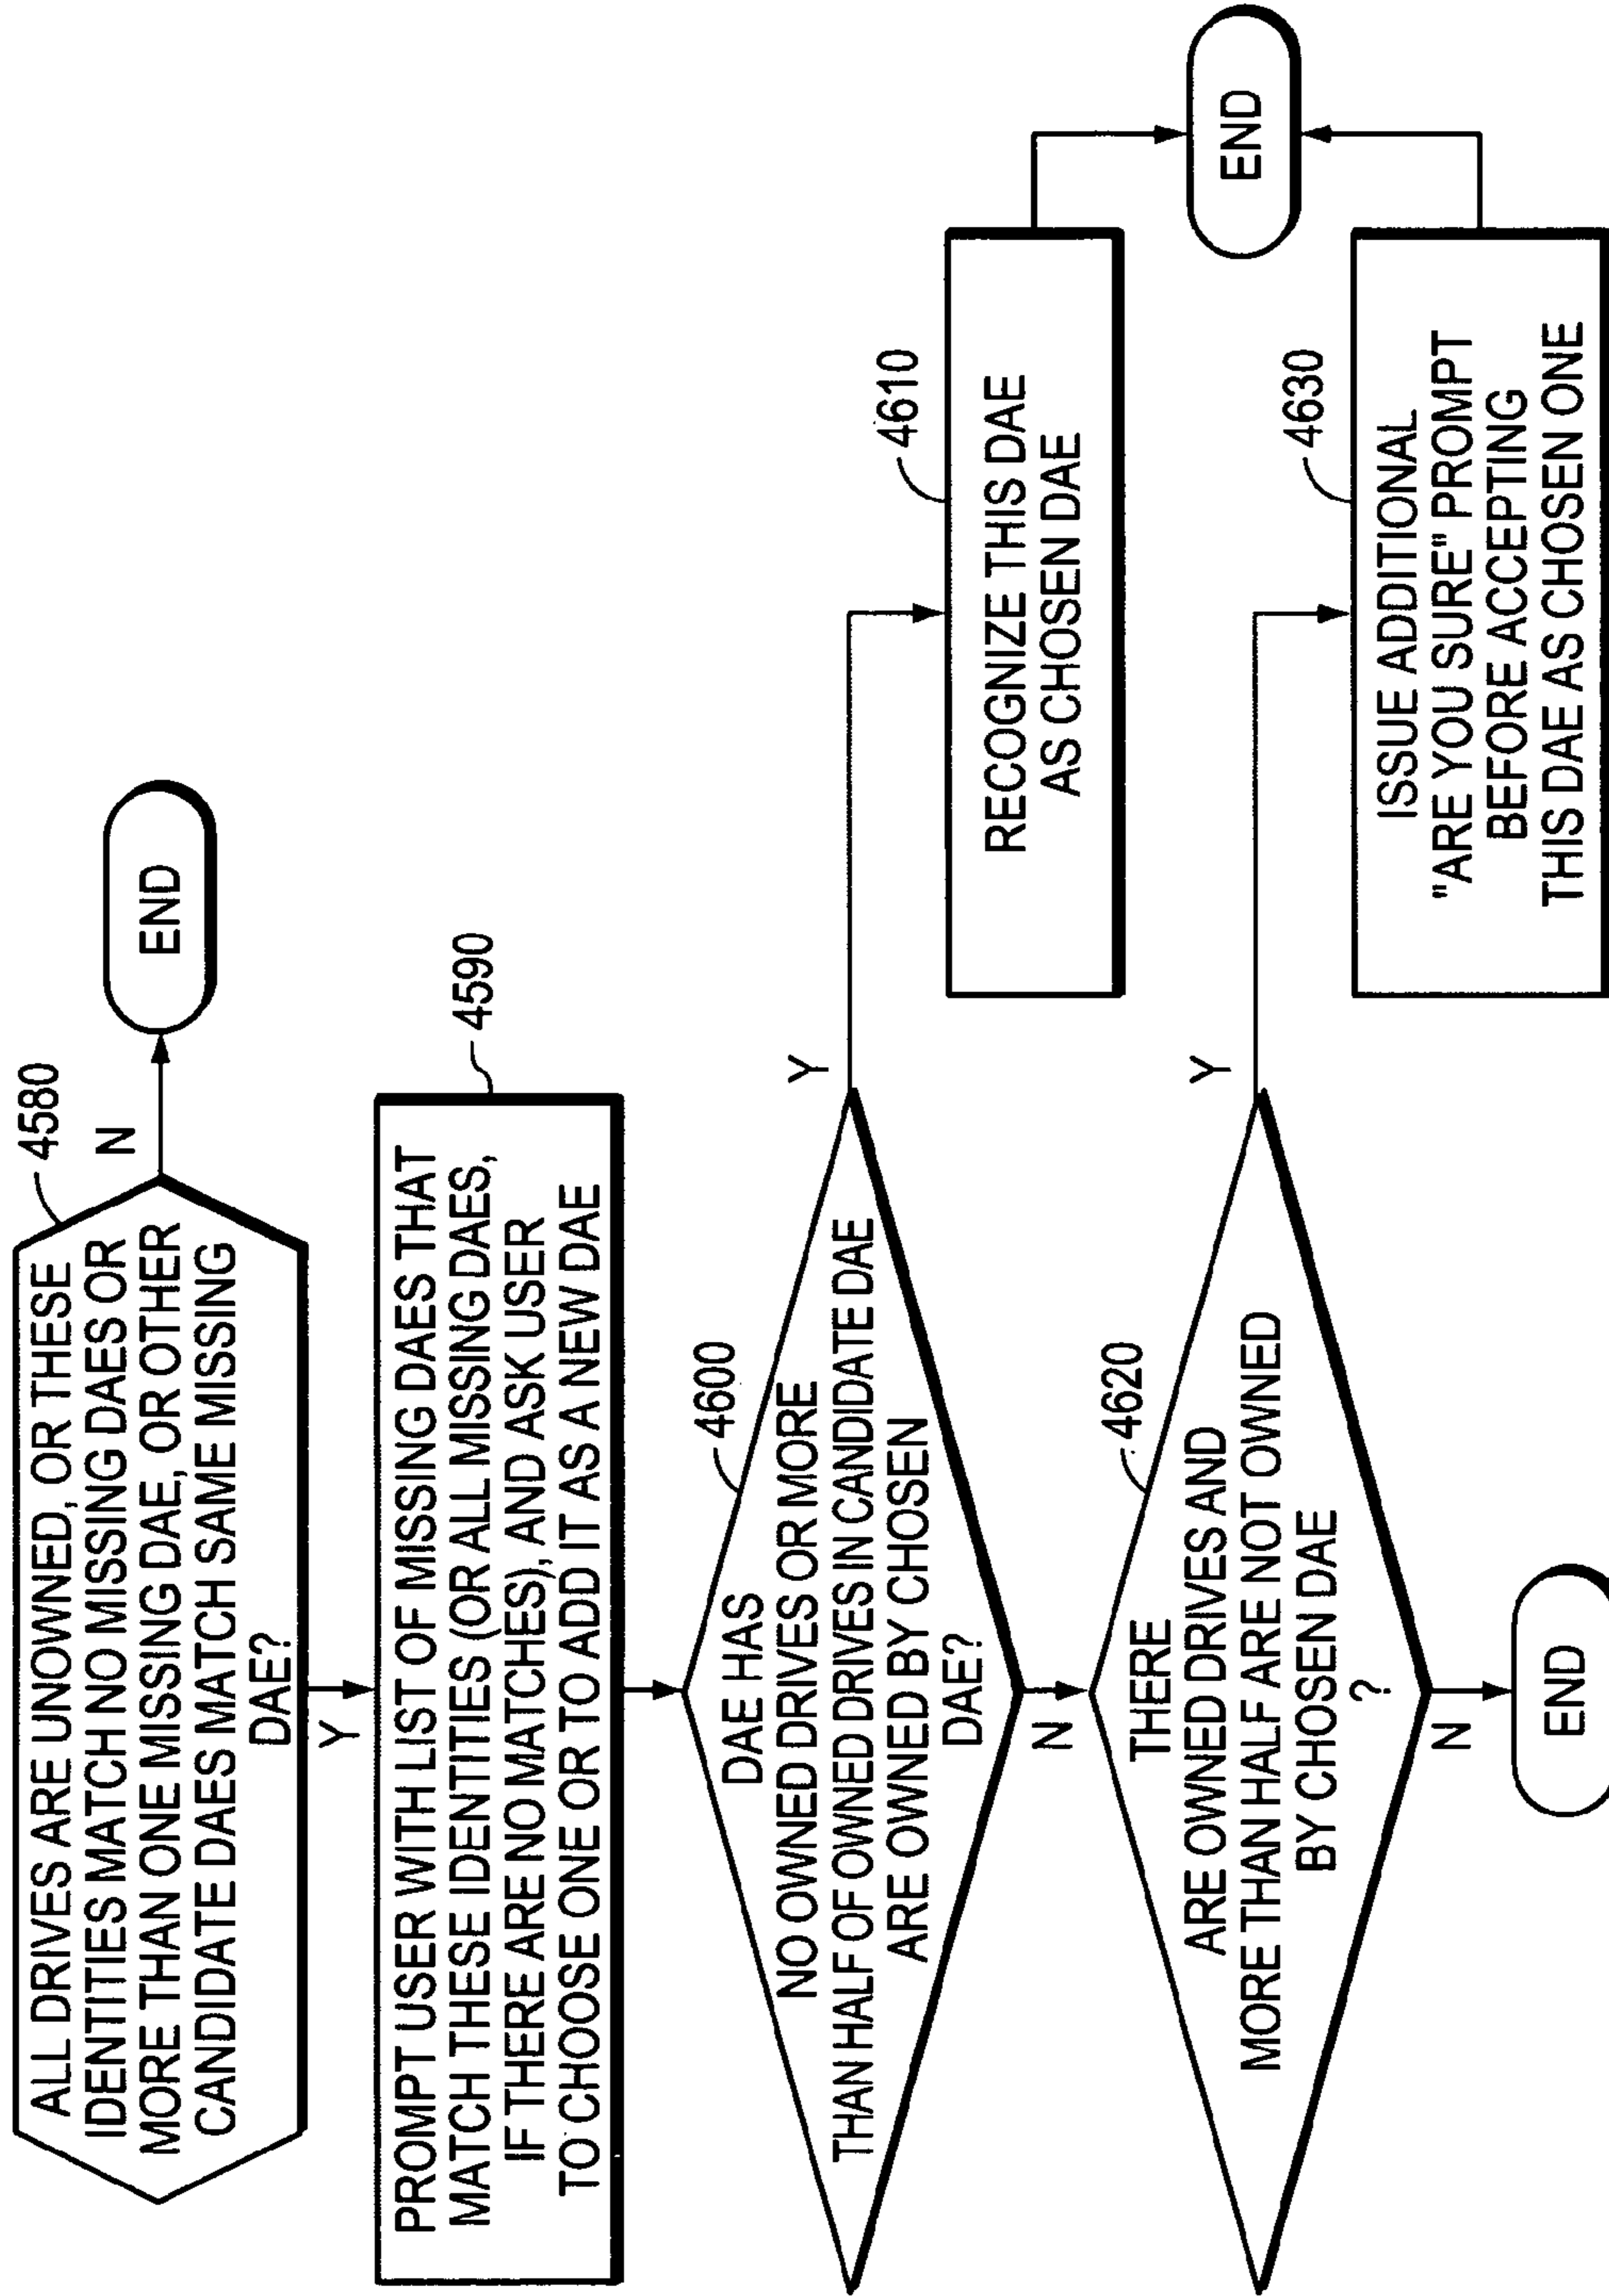 4580
ALL DRIVES ARE UNOWNED, OR THESE
IDENTITIES MATCH NO MISSING DAES OR
MORE THAN ONE MISSING DAE, OR OTHER
CANDIDATE DAES MATCH SAME MISSING
DAE?
N
END
Y
4590
PROMPT USER WITH LIST OF MISSING DAES THAT
MATCH THESE IDENTITIES (OR ALL MISSING DAES,
IF THERE ARE NO MATCHES), AND ASK USER
TO CHOOSE ONE OR TO ADD IT AS A NEW DAE
4600
DAE HAS
NO OWNED DRIVES OR MORE
THAN HALF OF OWNED DRIVES IN CANDIDATE DAE
ARE OWNED BY CHOSEN
DAE?
Y
4610
RECOGNIZE THIS DAE
AS CHOSEN DAE
END
N
4620
THERE
ARE OWNED DRIVES AND
MORE THAN HALF ARE NOT OWNED
BY CHOSEN DAE
?
Y
4630
ISSUE ADDITIONAL
"ARE YOU SURE" PROMPT
BEFORE ACCEPTING
THIS DAE AS CHOSEN ONE
N
END